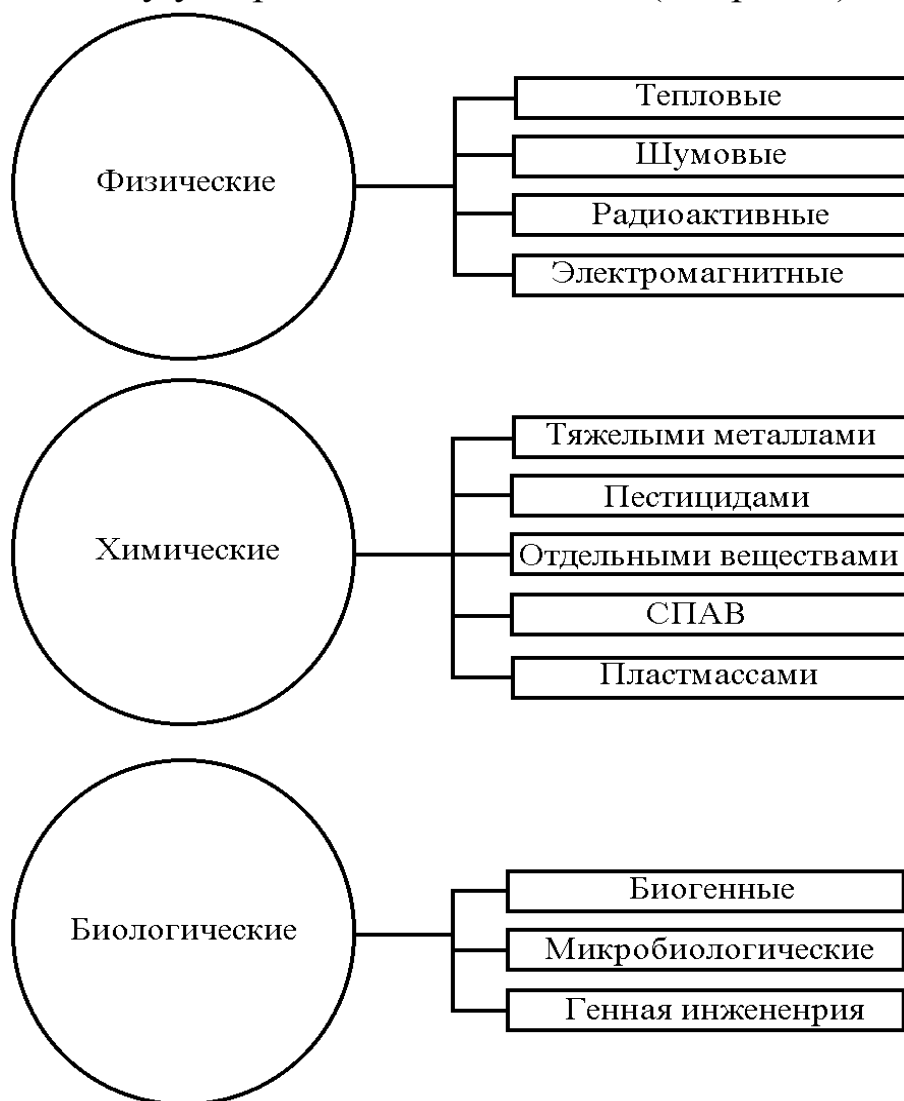 Физические
Тепловые
Шумовые
Радиоактивные
Электромагнитные
Химические
Тяжелыми металлами
Пестицидами
Отдельными веществами
СПАВ
Пластмассами
Биологические
Биогенные
Микробиологические
Генная инжененрия